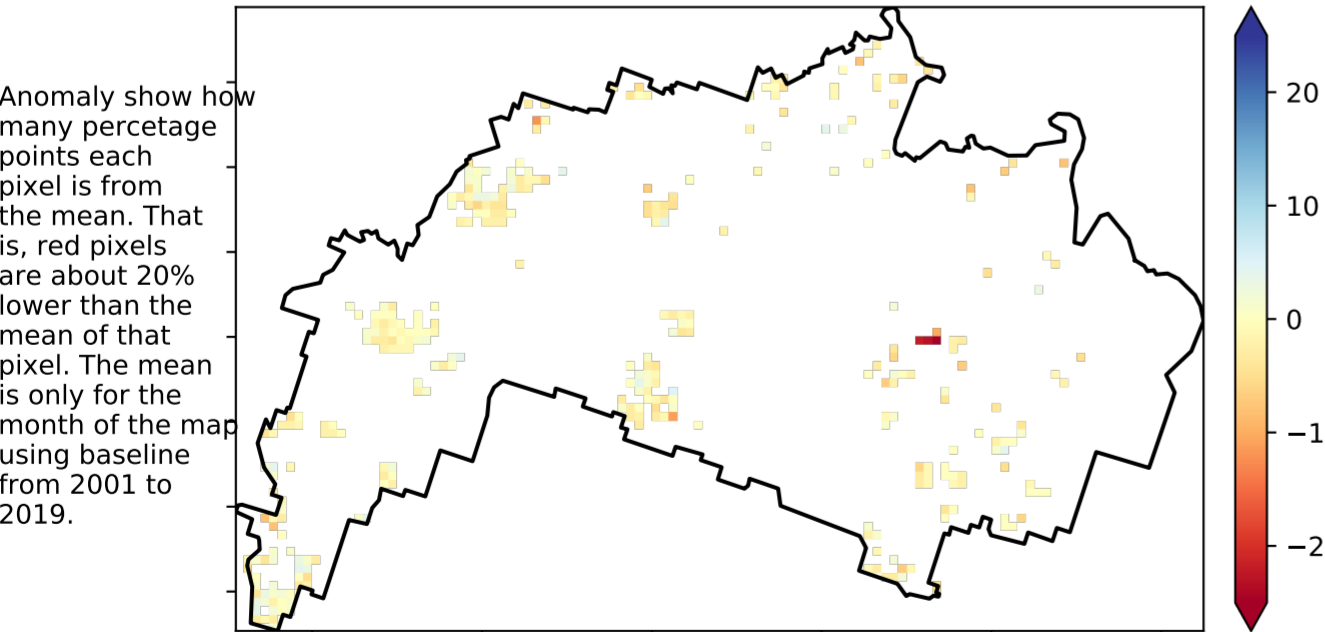 Anomaly show how
many percetage
points each
pixel is from
the mean. That
is, red pixels
are about 20%
lower than the
mean of that
pixel. The mean
is only for the
month of the map
using baseline
from 2001 to
2019.
20
10
0
−1
−2